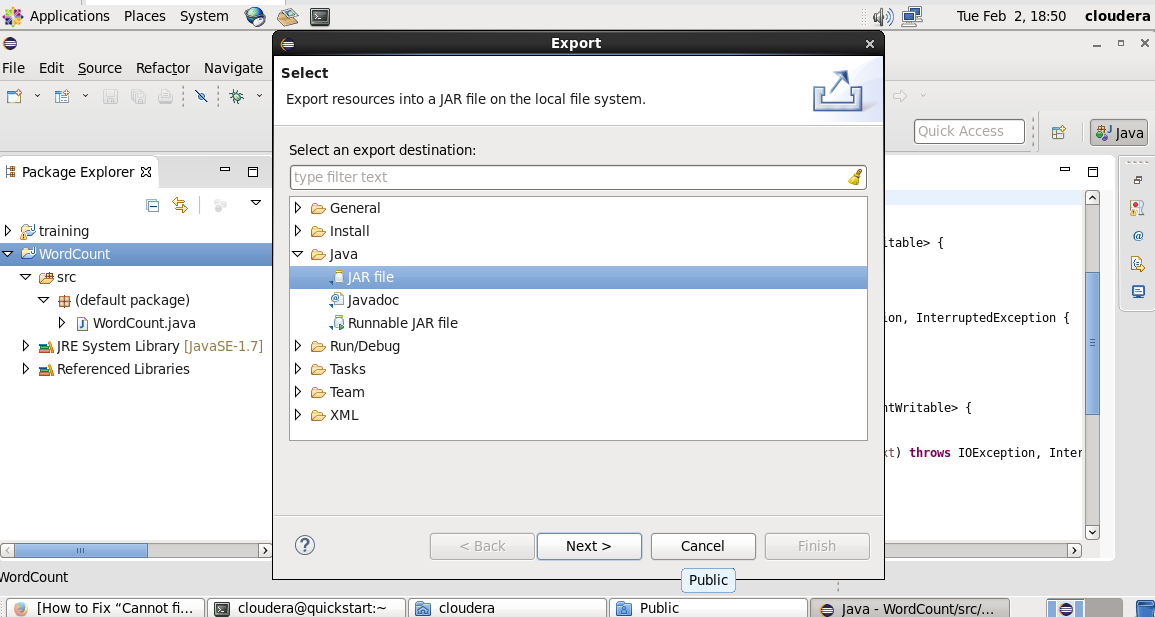 Applications Places System Tue Feb 2, 18:50 cloudera
Export
File Edit Source Refactor Navigate
Select
Export resources into a JAR file on the local file system.
Quick Access
Java
Package Explorer
Select an export destination:
type filter text
training
WordCount
src
(default package)
WordCount.java
JRE System Library [JavaSE-1.7]
Referenced Libraries
General
Install
Java
JAR file
Javadoc
Runnable JAR file
Run/Debug
Tasks
Team
XML
itable> {
ion, InterruptedException {
ntWritable> {
xt) throws IOException, Inter
< Back
Next >
Cancel
Finish
Public
WordCount
[How to Fix “Cannot fi...
cloudera@quickstart:~
cloudera
Public
Java - WordCount/src/...